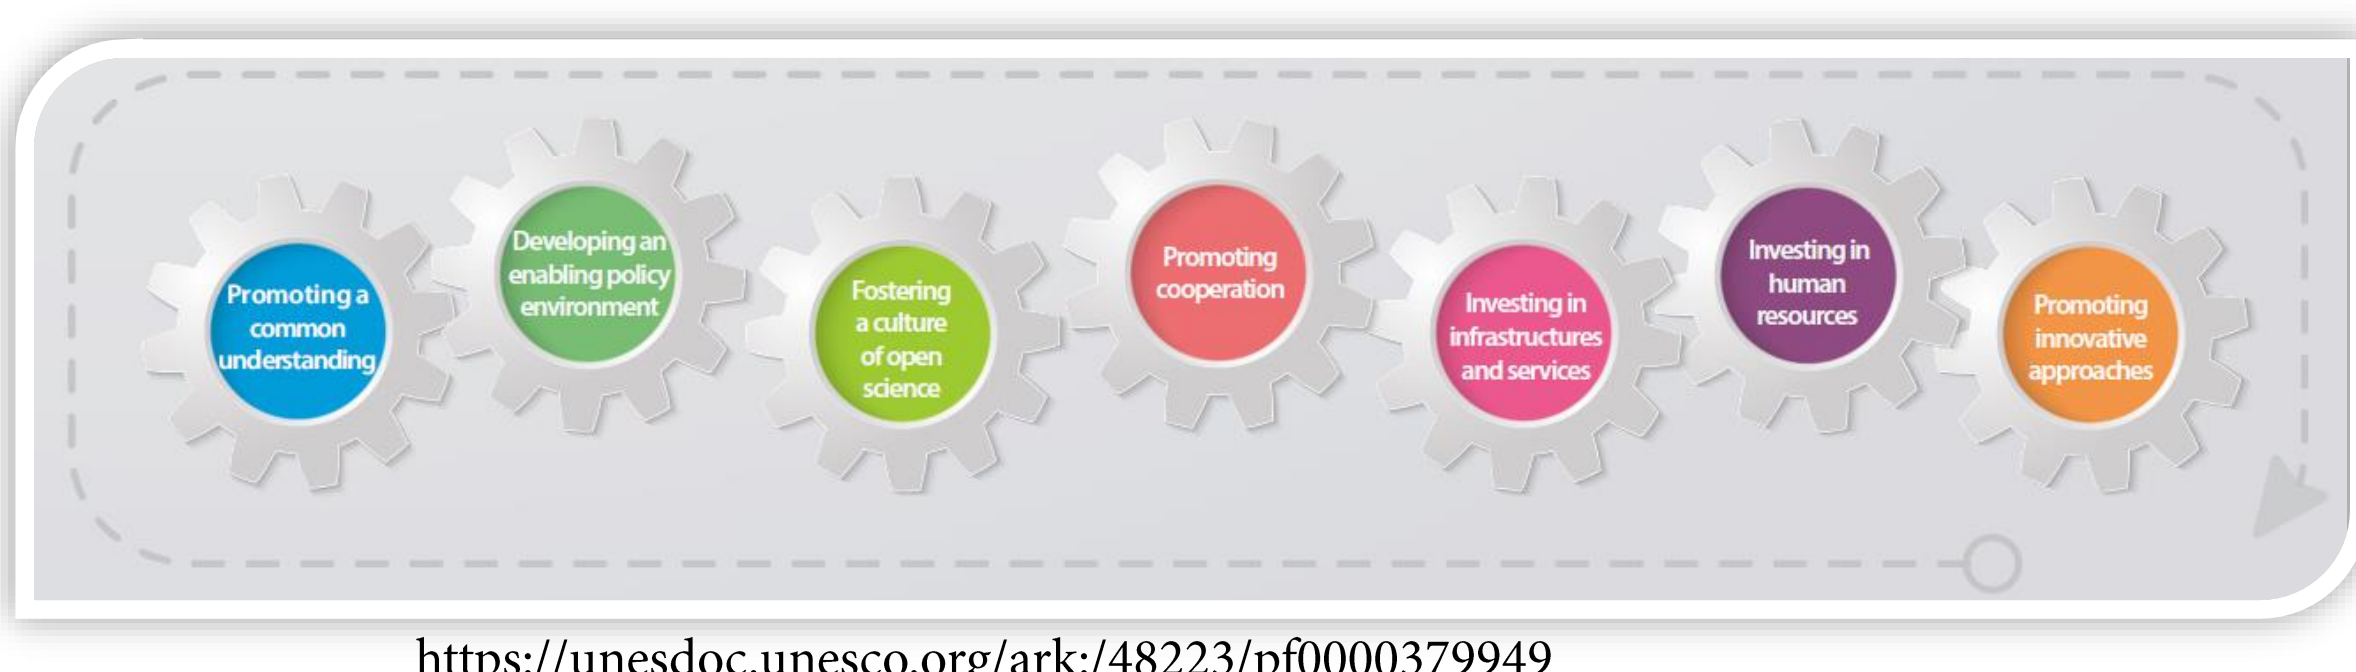 Promoting a
common
understanding
Developing an
enabling policy
environment
Fostering
a culture
of open
science
Promoting
cooperation
Investing in
infrastructures
and services
Investing in
human
resources
Promoting
innovative
approaches
https://unesdoc.unesco.org/ark:/48223/pf0000379949